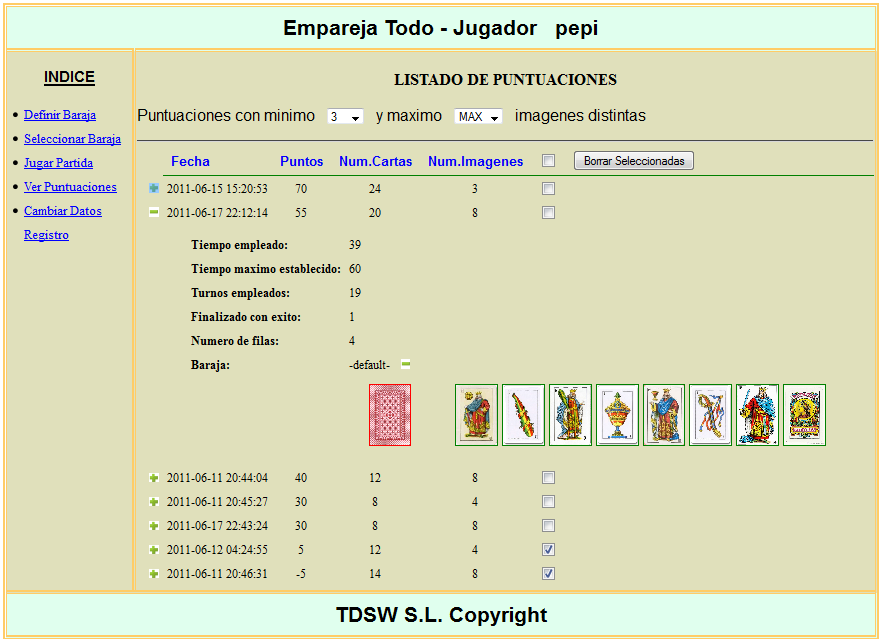 Empareja Todo - Jugador pepi
INDICE
Definir Baraja
Seleccionar Baraja
Jugar Partida
Ver Puntuaciones
Cambiar Datos
Registro
LISTADO DE PUNTUACIONES
Puntuaciones con minimo 3 y maximo MAX imagenes distintas
Fecha Puntos Num.Cartas Num.Imagenes Borrar Seleccionadas
2011-06-15 15:20:53 70 24 3
2011-06-17 22:12:14 55 20 8
Tiempo empleado: 39
Tiempo maximo establecido: 60
Turnos empleados: 19
Finalizado con exito: 1
Numero de filas: 4
Baraja: -default-
2011-06-11 20:44:04 40 12 8
2011-06-11 20:45:27 30 8 4
2011-06-17 22:43:24 30 8 8
2011-06-12 04:24:55 5 12 4
2011-06-11 20:46:31 -5 14 8
TDSW S.L. Copyright